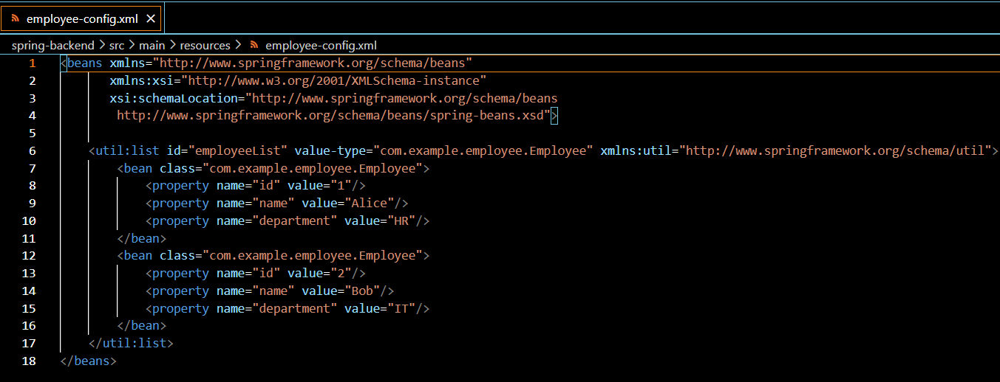 employee-config.xml
spring-backend > src > main > resources > employee-config.xml
1 <beans xmlns="http://www.springframework.org/schema/beans"
2 xmlns:xsi="http://www.w3.org/2001/XMLSchema-instance"
3 xsi:schemaLocation="http://www.springframework.org/schema/beans
4 http://www.springframework.org/schema/beans/spring-beans.xsd">
5
6 <util:list id="employeeList" value-type="com.example.employee.Employee" xmlns:util="http://www.springframework.org/schema/util">
7 <bean class="com.example.employee.Employee">
8 <property name="id" value="1"/>
9 <property name="name" value="Alice"/>
10 <property name="department" value="HR"/>
11 </bean>
12 <bean class="com.example.employee.Employee">
13 <property name="id" value="2"/>
14 <property name="name" value="Bob"/>
15 <property name="department" value="IT"/>
16 </bean>
17 </util:list>
18 </beans>